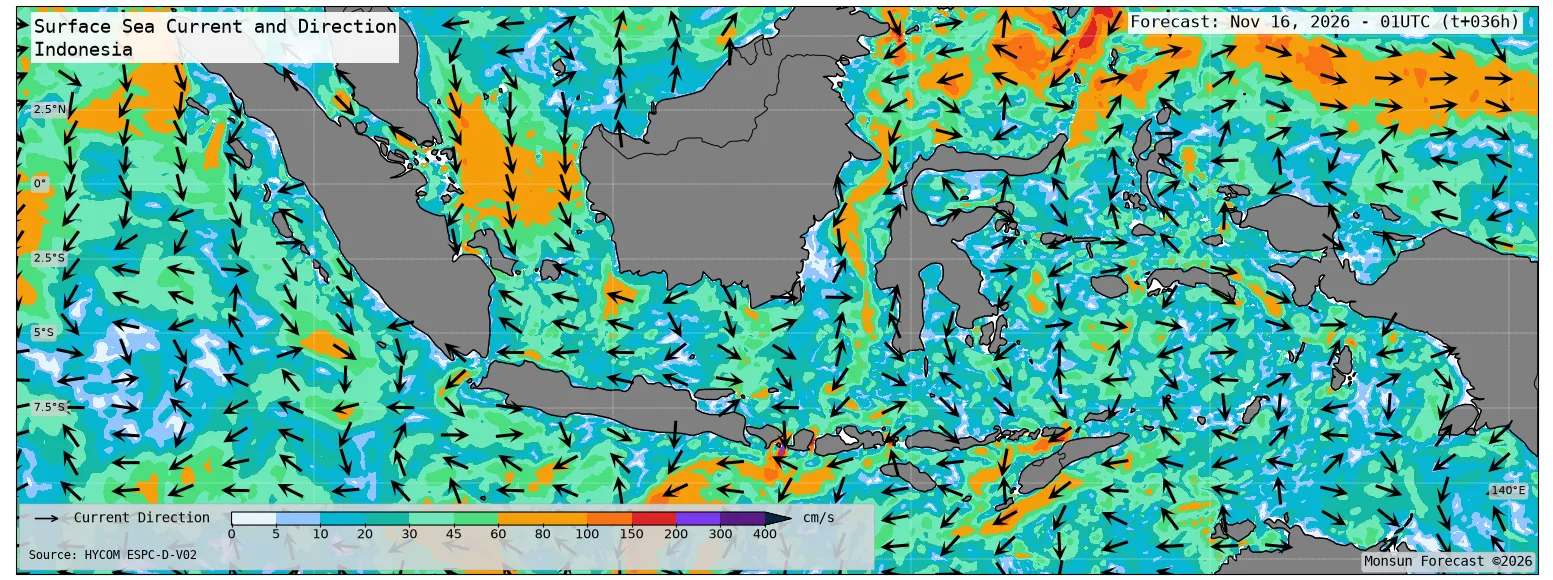 Surface Sea Current and Direction
Indonesia
Forecast: Nov 16, 2026 - 01UTC (t+036h)
2.5°N
0°
2.5°S
5°S
7.5°S
140°E
Current Direction
0 5 10 20 30 45 60 80 100 150 200 300 400 cm/s
Source: HYCOM ESPC-D-V02
Monsun Forecast ©2026